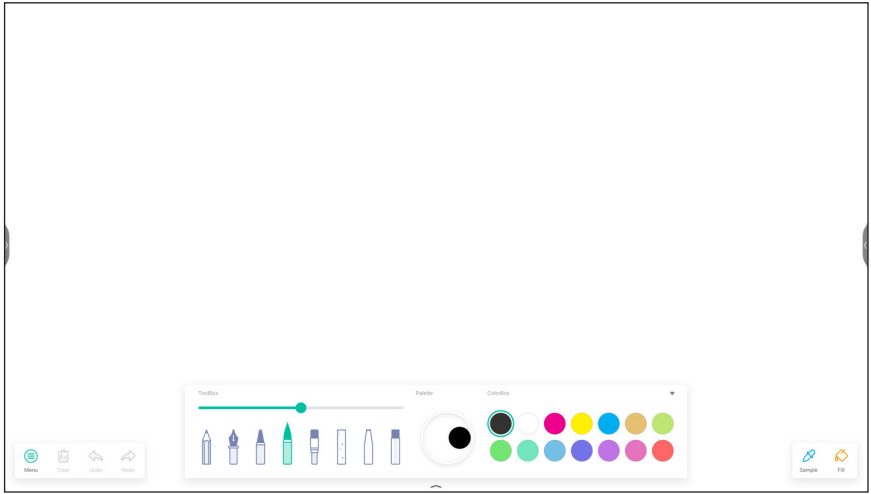 ToolBox
Palette
ColorBox
Menu
Clear
Undo
Redo
Sample
Fill